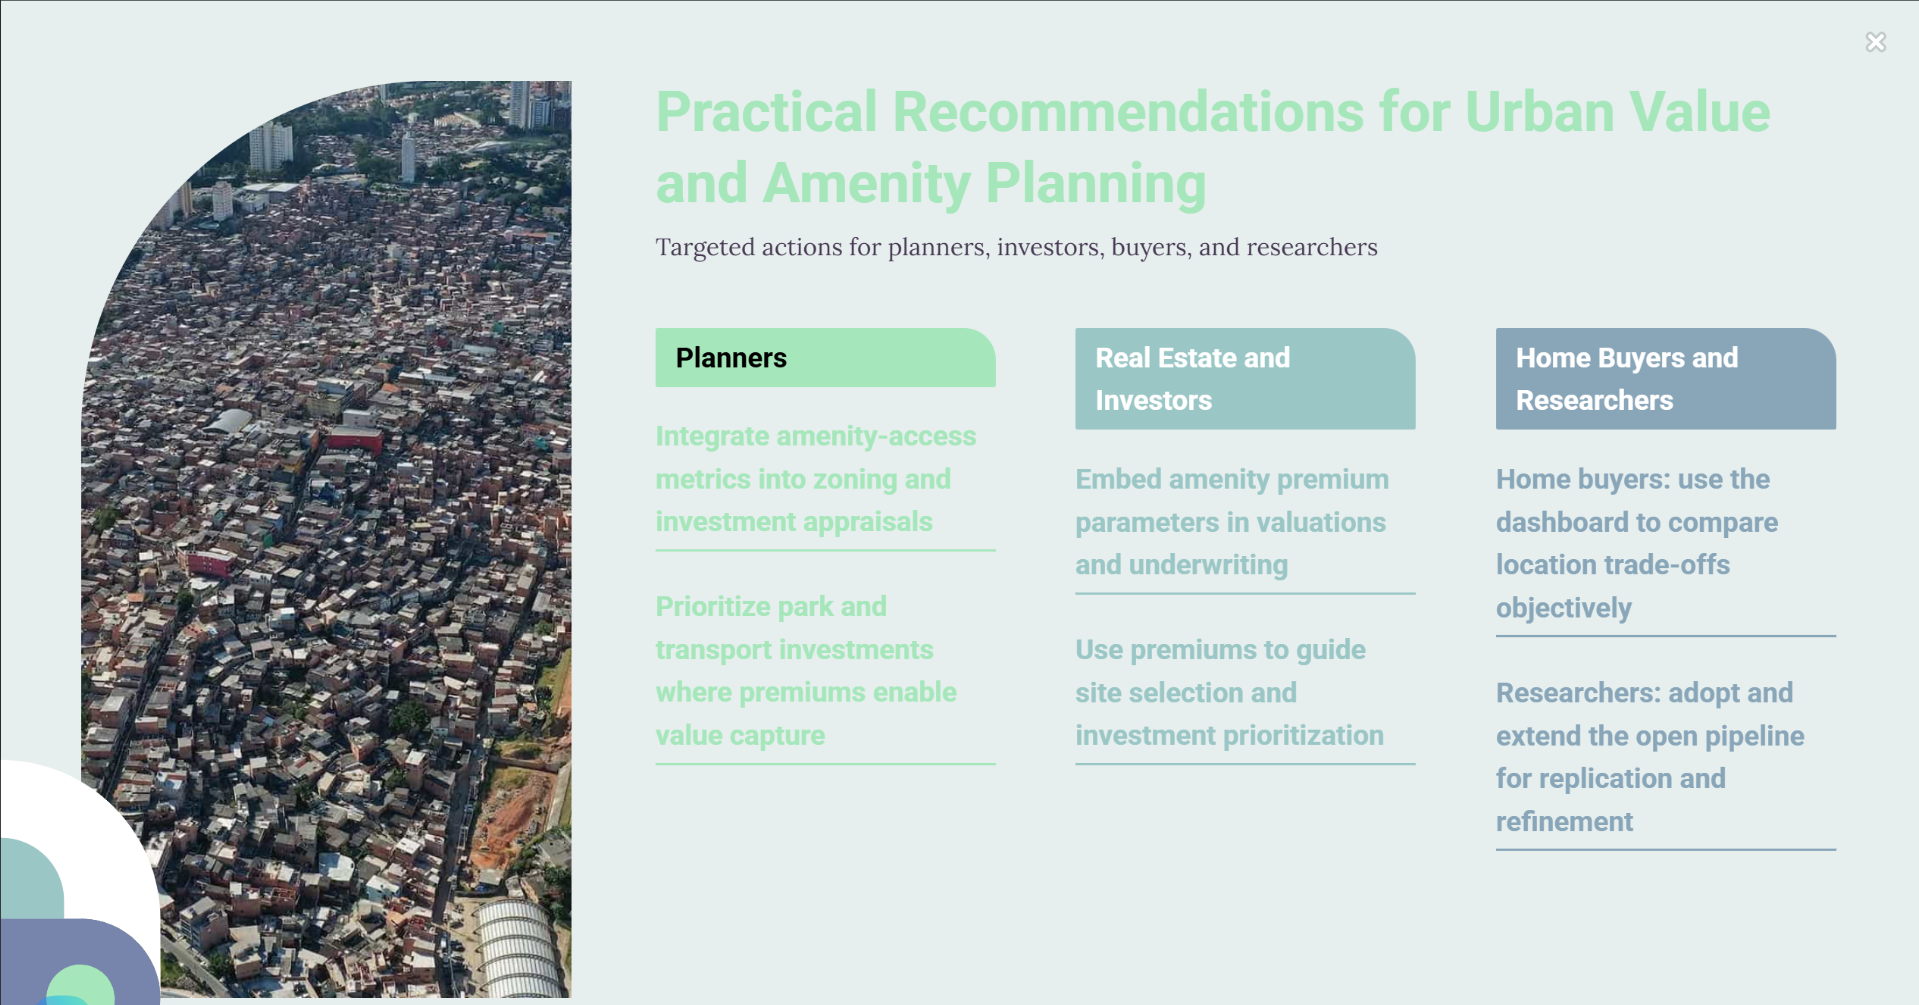 Practical Recommendations for Urban Value
and Amenity Planning
Targeted actions for planners, investors, buyers, and researchers
Planners
Integrate amenity-access
metrics into zoning and
investment appraisals
Prioritize park and
transport investments
where premiums enable
value capture
Real Estate and
Investors
Embed amenity premium
parameters in valuations
and underwriting
Use premiums to guide
site selection and
investment prioritization
Home Buyers and
Researchers
Home buyers: use the
dashboard to compare
location trade-offs
objectively
Researchers: adopt and
extend the open pipeline
for replication and
refinement